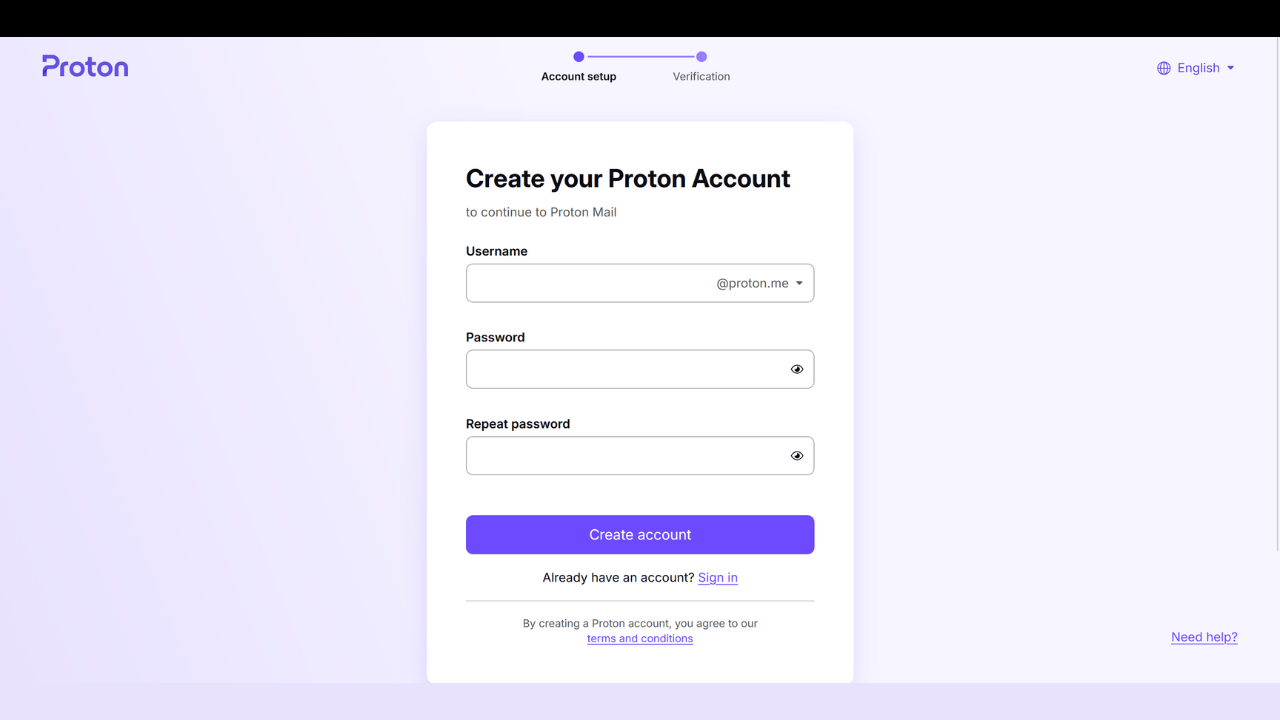 Proton
Account setup
Verification
English
Create your Proton Account
to continue to Proton Mail
Username
@proton.me
Password
Repeat password
Create account
Already have an account? Sign in
By creating a Proton account, you agree to our
terms and conditions
Need help?